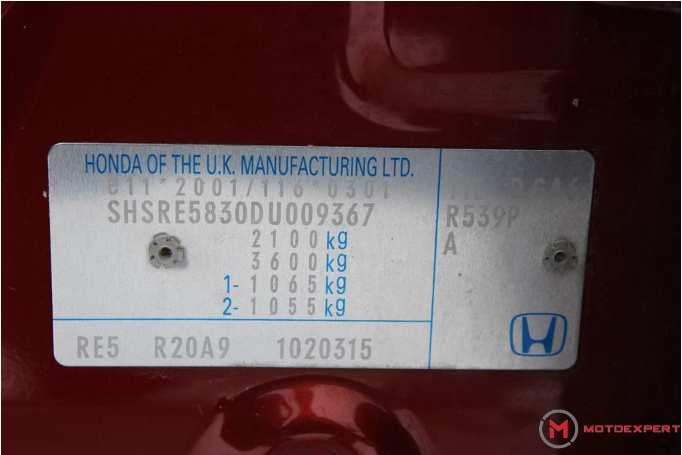 HONDA OF THE U.K. MANUFACTURING LTD.
e11*2001/116*0301
SHSRE5830DU009367
2100kg
3600kg
1- 1065kg
2- 1055kg
R539P
A
RE5 R20A9 1020315
MOTOEXPERT